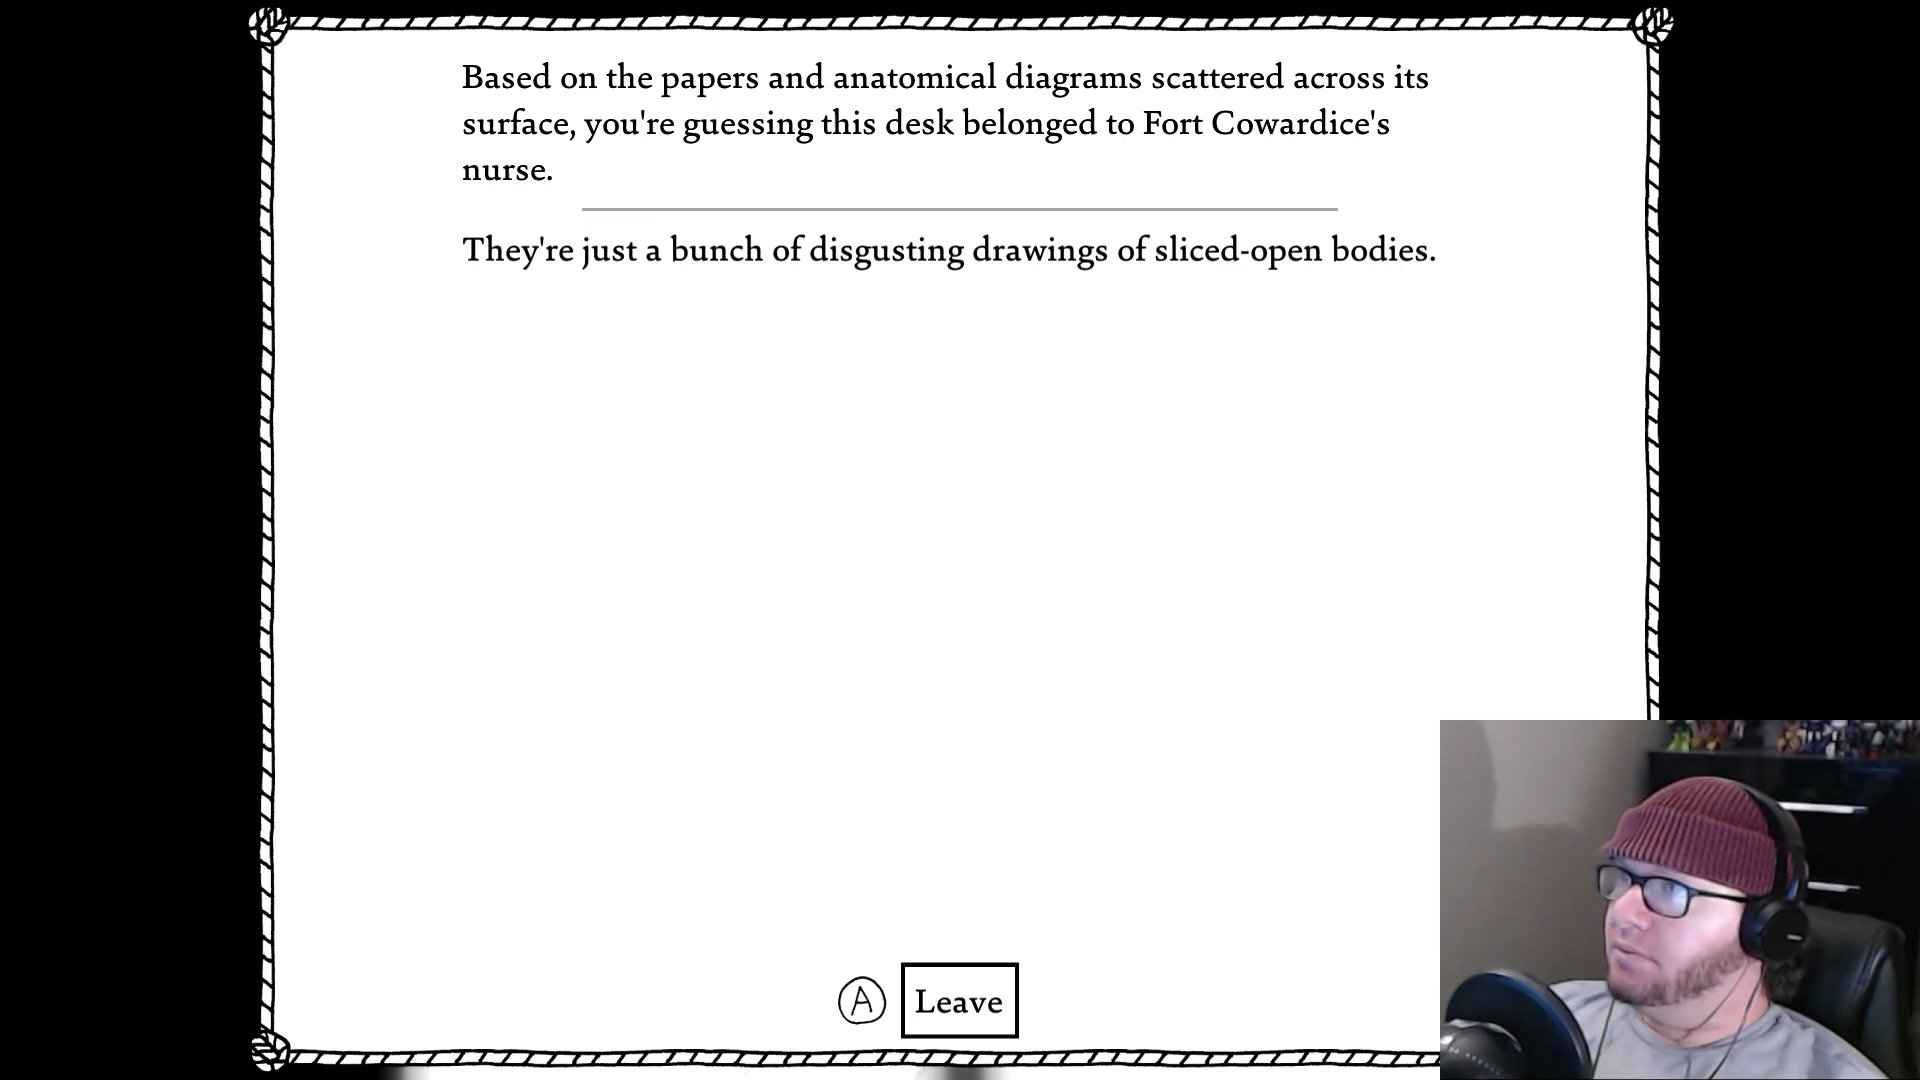 Based on the papers and anatomical diagrams scattered across its
surface, you're guessing this desk belonged to Fort Cowardice's
nurse.
They're just a bunch of disgusting drawings of sliced-open bodies.
A Leave